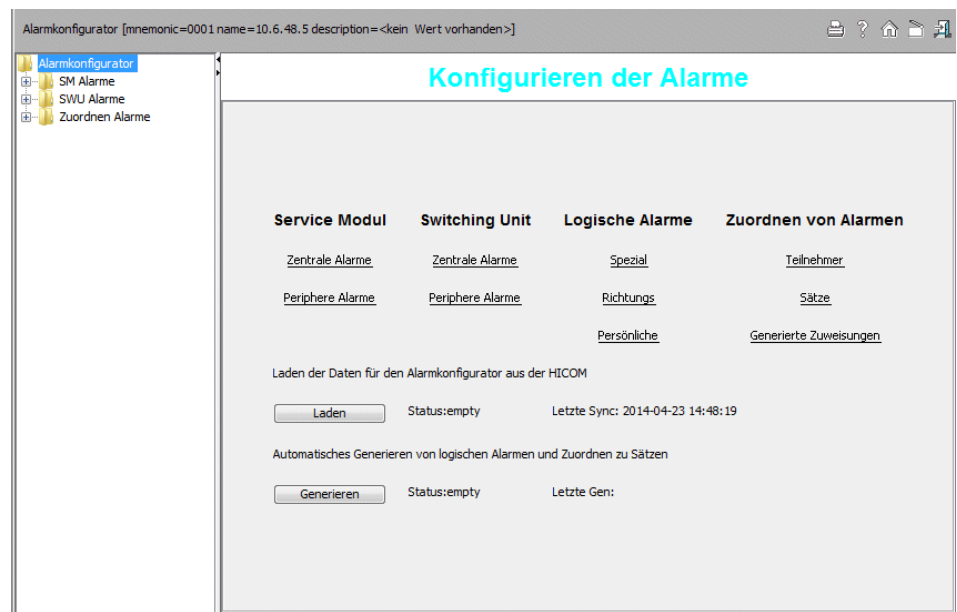 Alarmkonfigurator [mnemonic=0001 name=10.6.48.5 description=<kein Wert vorhanden>]
Alarmkonfigurator
SM Alarme
SWU Alarme
Zuordnen Alarme
Konfigurieren der Alarme
Service Modul Switching Unit Logische Alarme Zuordnen von Alarmen
Zentrale Alarme Zentrale Alarme Spezial Teilnehmer
Periphere Alarme Periphere Alarme Richtungs Sätze
Persönliche Generierte Zuweisungen
Laden der Daten für den Alarmkonfigurator aus der HICOM
Laden Status:empty Letzte Sync: 2014-04-23 14:48:19
Automatisches Generieren von logischen Alarmen und Zuordnen zu Sätzen
Generieren Status:empty Letzte Gen: